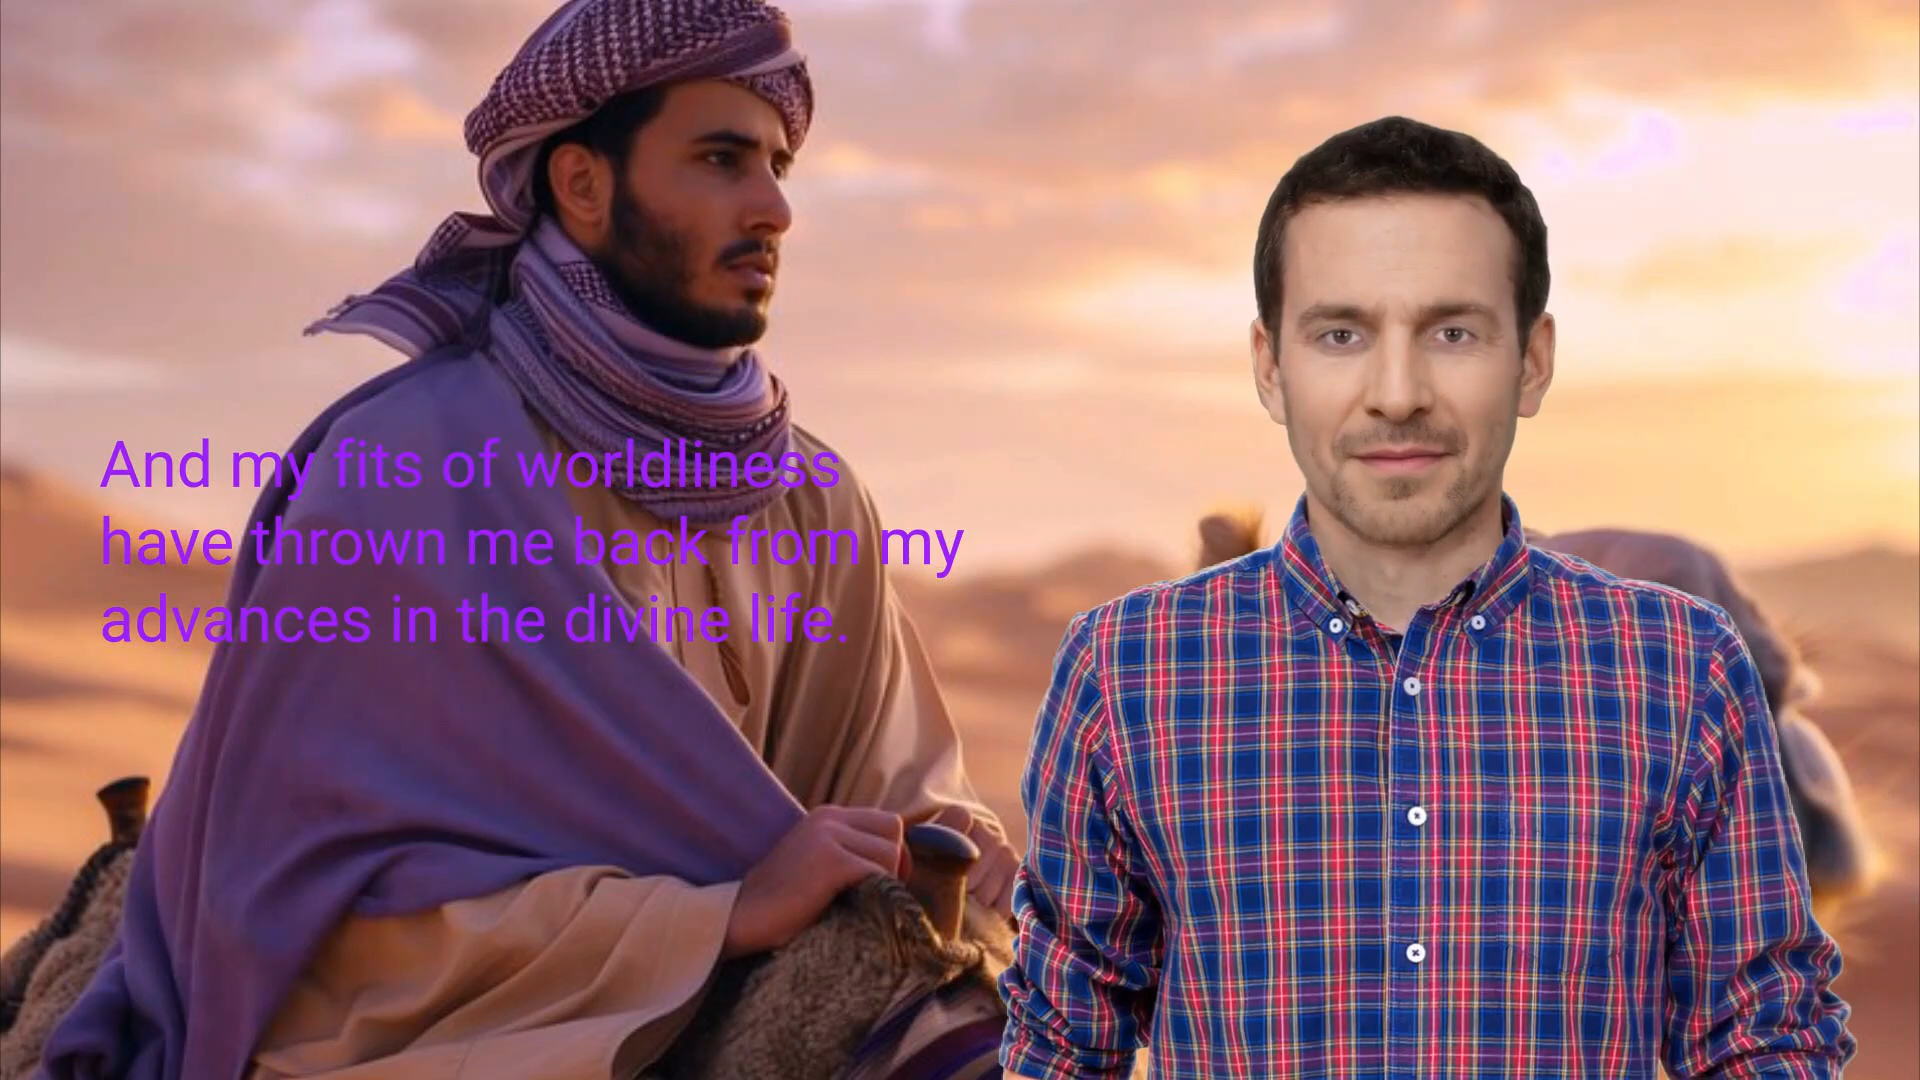 And my fits of worldliness
have thrown me back from my
advances in the divine life.